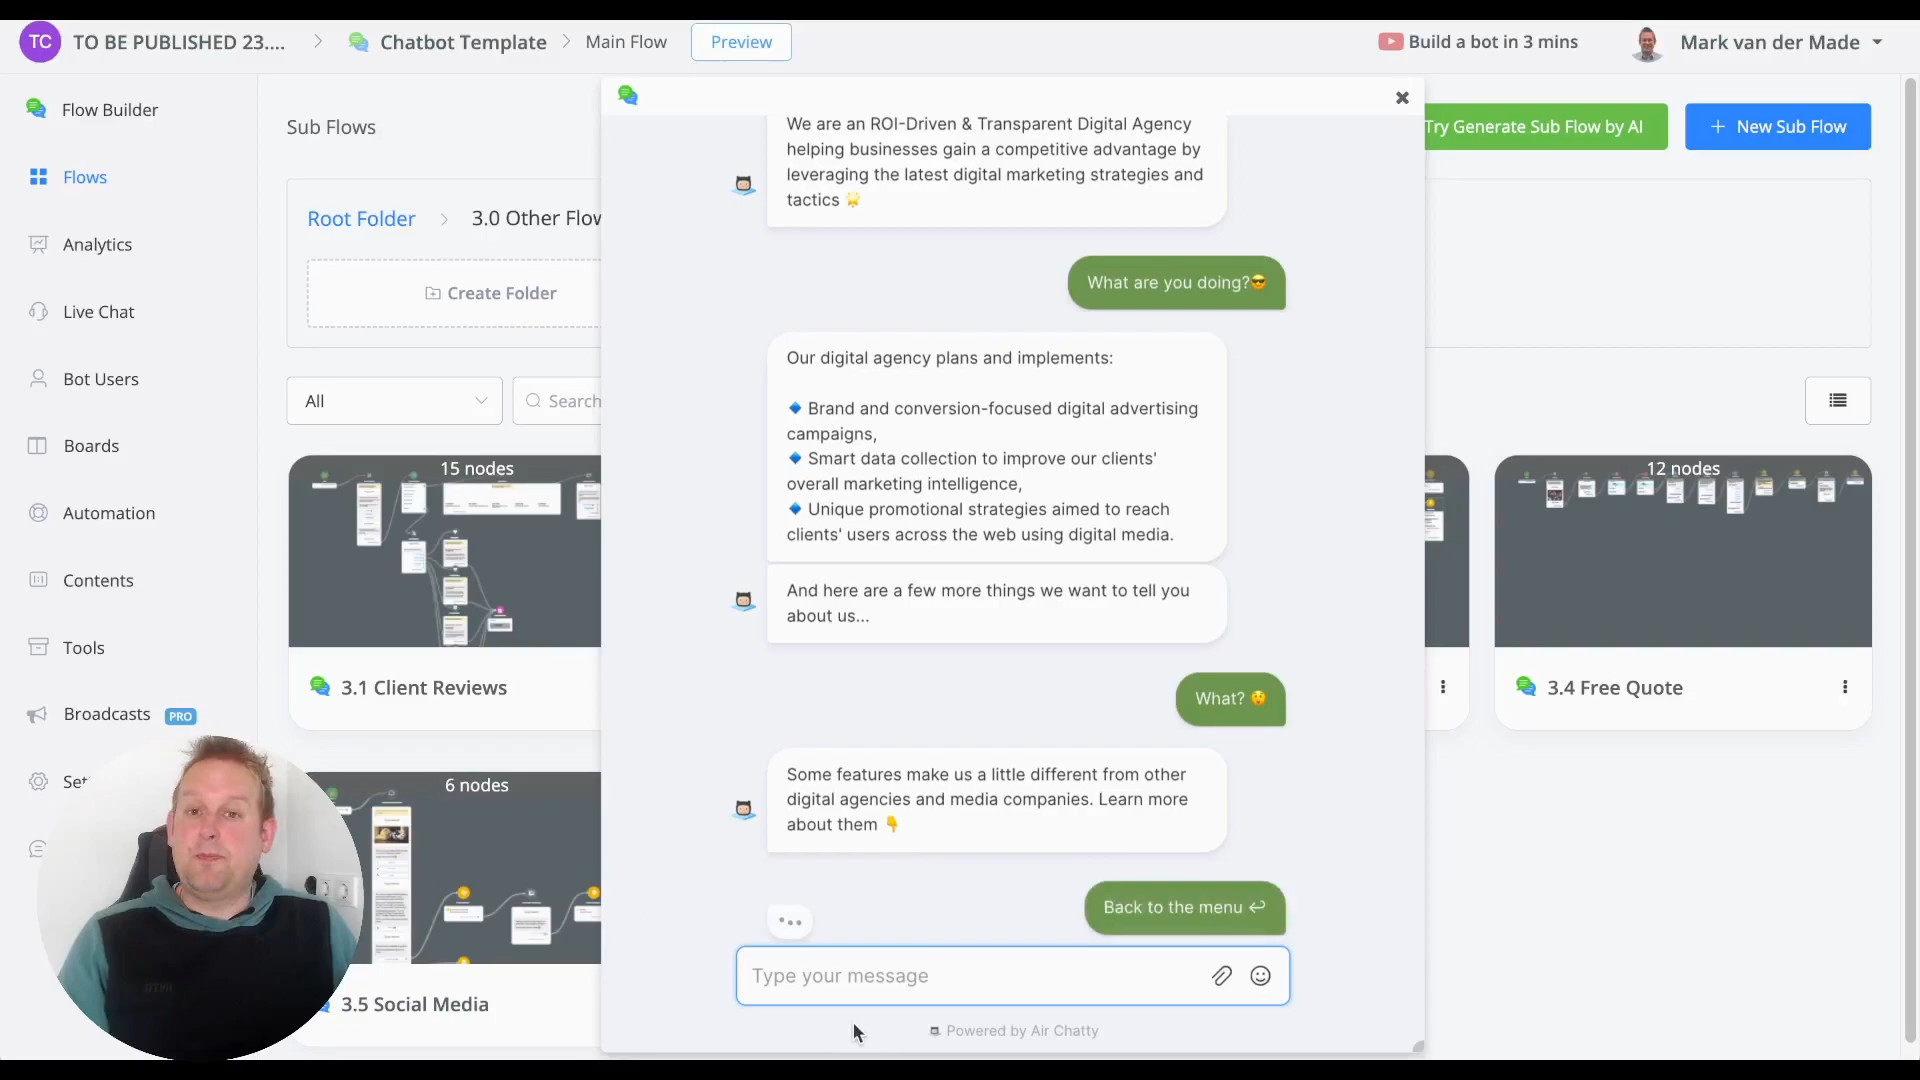 TC TO BE PUBLISHED 23.... > Chatbot Template > Main Flow Preview Build a bot in 3 mins Mark van der Made
Flow Builder
Flows
Analytics
Live Chat
Bot Users
Boards
Automation
Contents
Tools
Broadcasts PRO
Set
Sub Flows
Try Generate Sub Flow by AI
+ New Sub Flow
Root Folder > 3.0 Other Flow
Create Folder
All
Search
15 nodes
3.1 Client Reviews
12 nodes
3.4 Free Quote
6 nodes
3.5 Social Media
We are an ROI-Driven & Transparent Digital Agency
helping businesses gain a competitive advantage by
leveraging the latest digital marketing strategies and
tactics 🌟
What are you doing?😎
Our digital agency plans and implements:
🔹 Brand and conversion-focused digital advertising
campaigns,
🔹 Smart data collection to improve our clients'
overall marketing intelligence,
🔹 Unique promotional strategies aimed to reach
clients' users across the web using digital media.
And here are a few more things we want to tell you
about us...
What? 😲
Some features make us a little different from other
digital agencies and media companies. Learn more
about them 👇
Back to the menu ↩
Type your message
Powered by Air Chatty